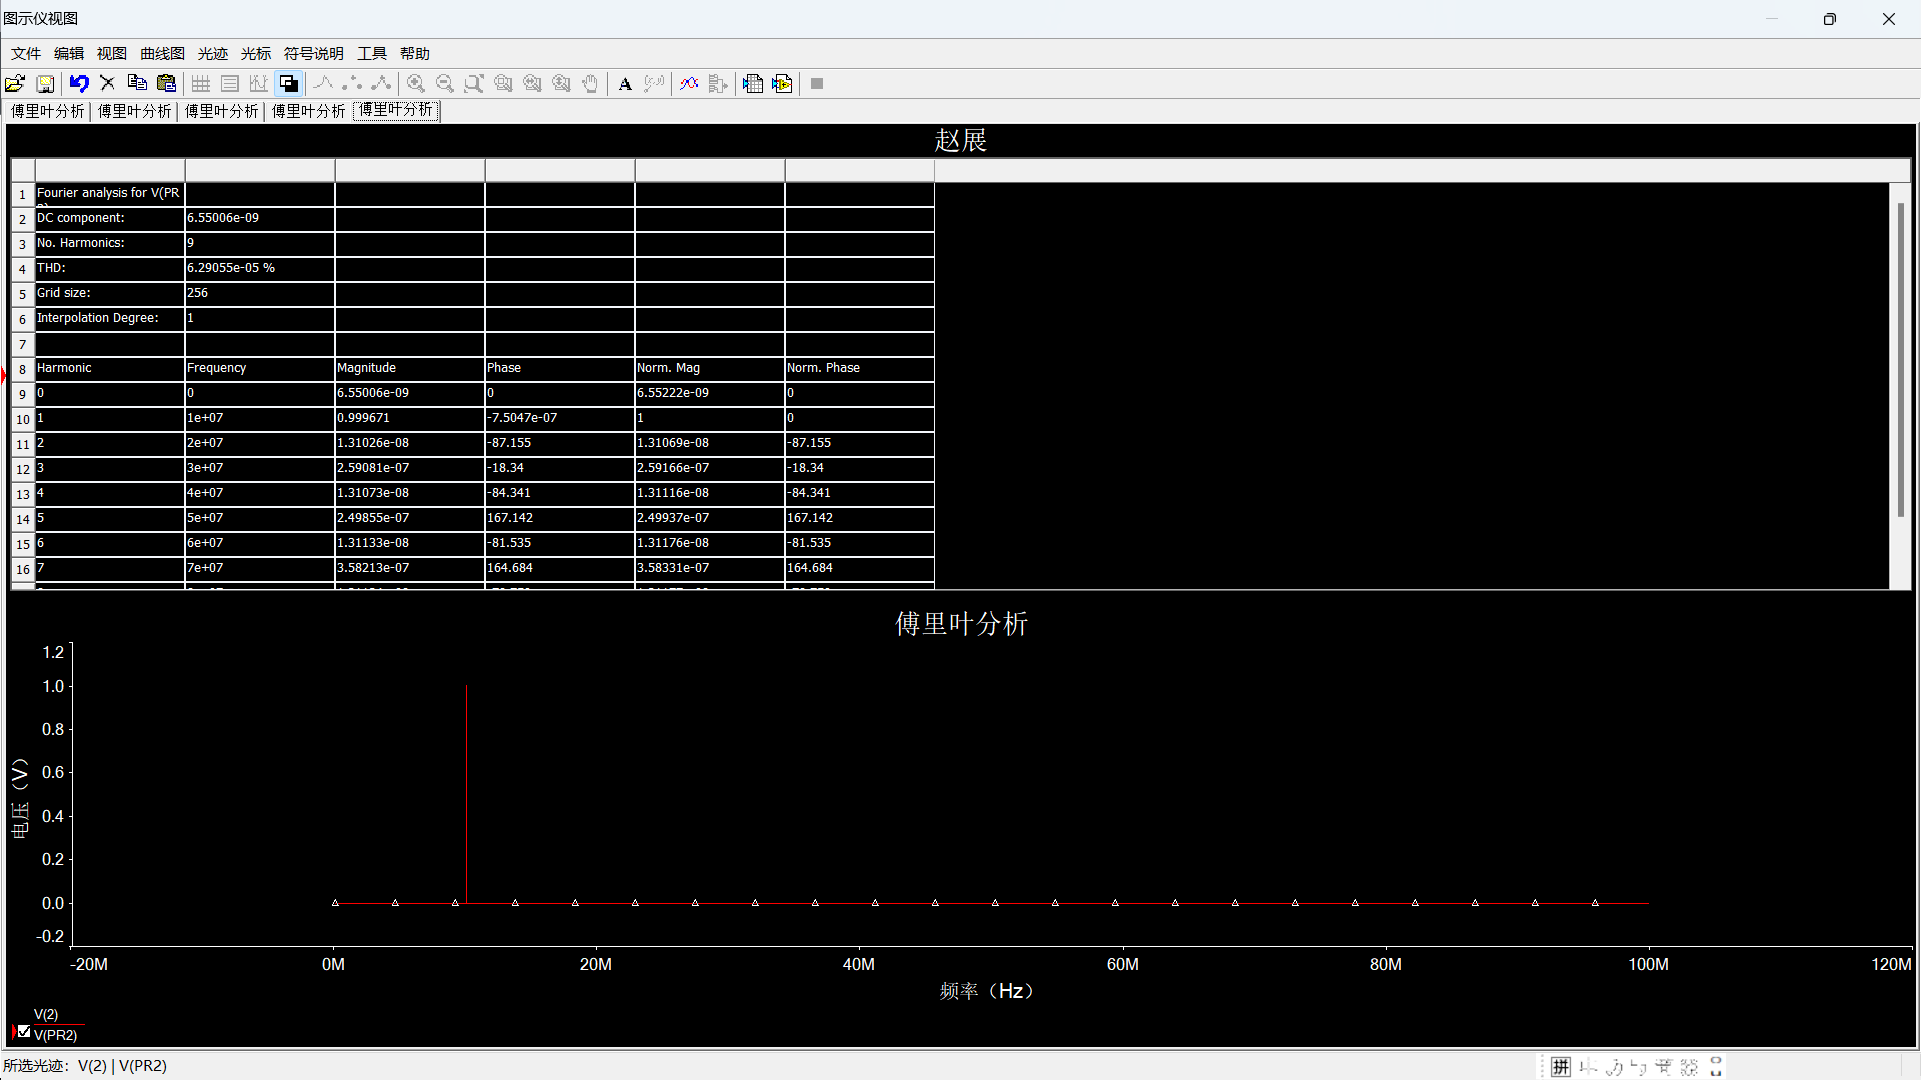 图示仪视图
文件 编辑 视图 曲线图 光迹 光标 符号说明 工具 帮助
傅里叶分析 傅里叶分析 傅里叶分析 傅里叶分析 傅里叶分析
赵展
1 Fourier analysis for V(PR
2 DC component: 6.55006e-09
3 No. Harmonics: 9
4 THD: 6.29055e-05 %
5 Grid size: 256
6 Interpolation Degree: 1
7
8 Harmonic Frequency Magnitude Phase Norm. Mag Norm. Phase
9 0 0 6.55006e-09 0 6.55222e-09 0
10 1 1e+07 0.999671 -7.5047e-07 1 0
11 2 2e+07 1.31026e-08 -87.155 1.31069e-08 -87.155
12 3 3e+07 2.59081e-07 -18.34 2.59166e-07 -18.34
13 4 4e+07 1.31073e-08 -84.341 1.31116e-08 -84.341
14 5 5e+07 2.49855e-07 167.142 2.49937e-07 167.142
15 6 6e+07 1.31133e-08 -81.535 1.31176e-08 -81.535
16 7 7e+07 3.58213e-07 164.684 3.58331e-07 164.684
傅里叶分析
1.2
1.0
0.8
0.6
0.4
0.2
0.0
-0.2
电压（V）
-20M 0M 20M 40M 60M 80M 100M 120M
频率（Hz）
V(2)
V(PR2)
所选光迹：V(2) | V(PR2)
拼